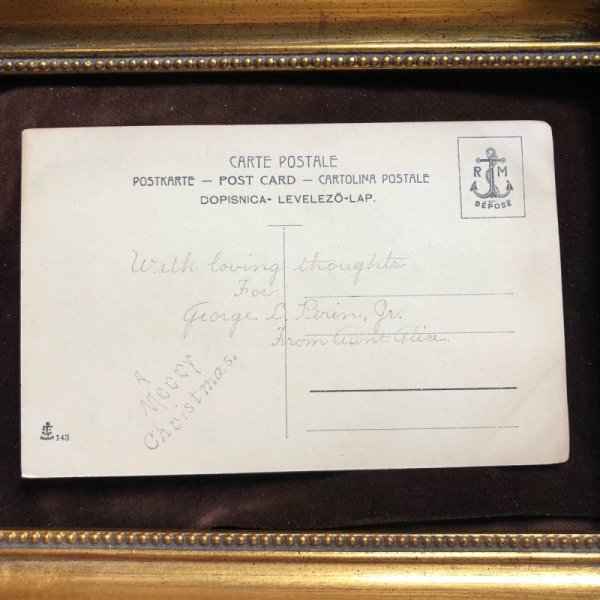 CARTE POSTALE
POSTKARTE – POST CARD – CARTOLINA POSTALE
DOPISNICA- LEVELEZŐ-LAP.
R M
DÉPOSÉ
With loving thoughts
For
George L. Perin, Jr.
From Aunt Alice.
A
Merry
Christmas.
143